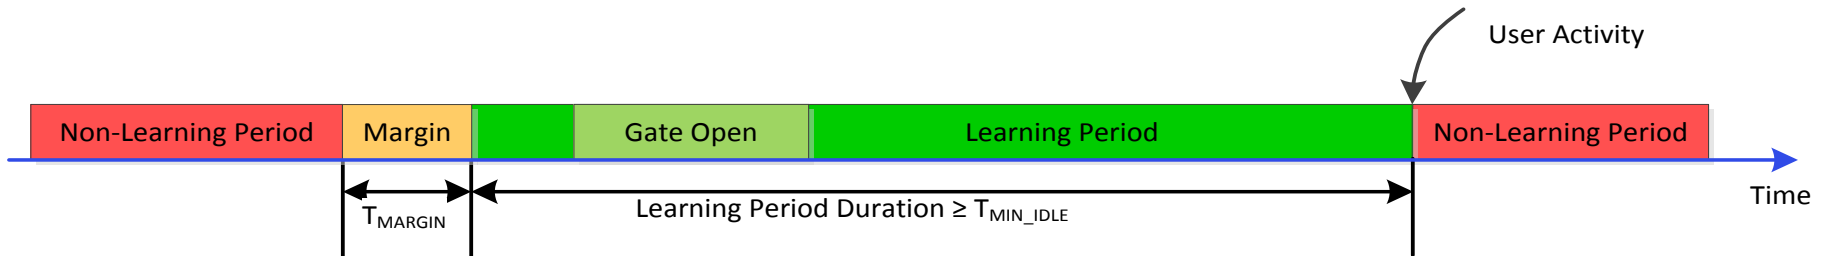 User Activity
Non-Learning Period
Margin
Gate Open
Learning Period
Non-Learning Period
Time
TMARGIN
Learning Period Duration ≥ TMIN_IDLE